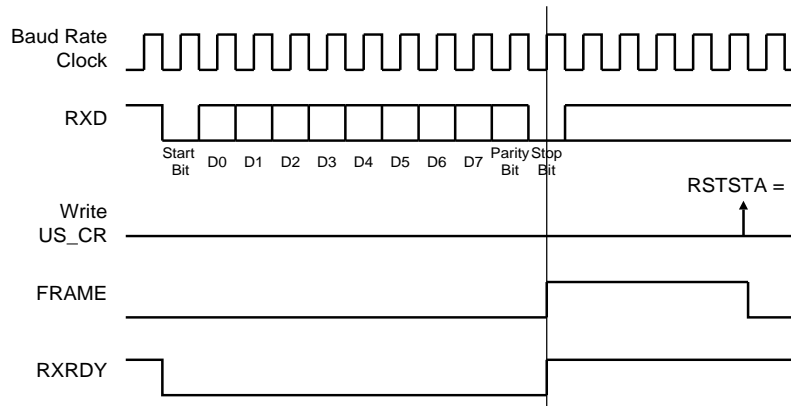 Baud Rate
Clock
RXD
Start
Bit
D0 D1 D2 D3 D4 D5 D6 D7
Parity
Bit
Stop
Bit
RSTSTA =
Write
US_CR
FRAME
RXRDY